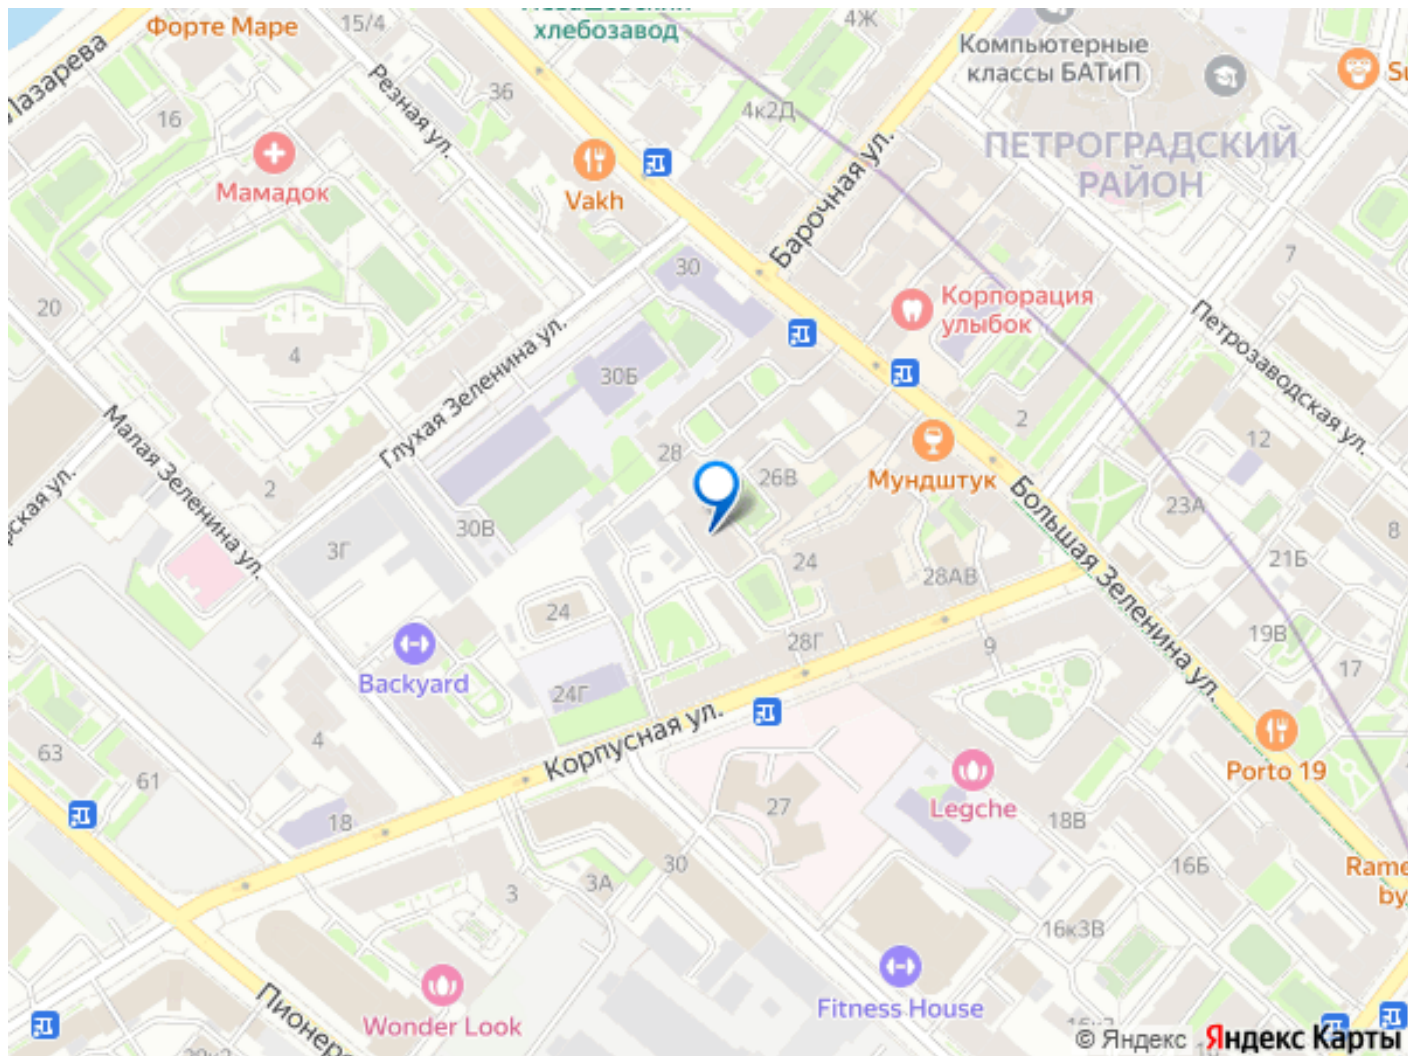 хлебозавод
Форте Маре
15/4
4Ж
Компьютерные
классы БАТиП
Лазарева
Резная ул.
36
16
4к2Д
ПЕТРОГРАДСКИЙ
РАЙОН
Мамадок
Vakh
Барочная ул.
7
30
20
Корпорация
улыбок
Петрозаводская ул.
4
Глухая Зеленина ул.
30Б
2
12
Малая Зеленина ул.
28
26В
Мундштук
2
30В
3Г
Большая Зеленина ул.
23А
8
24
28АВ
21Б
24
28Г
9
19В
17
Backyard
24Г
Корпусная ул.
63
61
4
Porto 19
27
Legche
18
18В
30
3
3А
16Б
16к3В
Fitness House
Wonder Look
© Яндекс Яндекс Карты